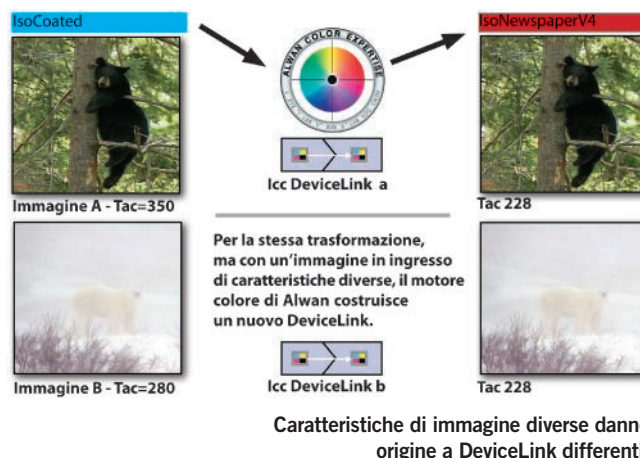 IsoCoated
IsoNewspaperV4
ALWAN COLOR EXPERTISE
Icc DeviceLink a
Immagine A - Tac=350
Tac 228
Per la stessa trasformazione,
ma con un'immagine in ingresso
di caratteristiche diverse, il motore
colore di Alwan costruisce
un nuovo DeviceLink.
Icc DeviceLink b
Immagine B - Tac=280
Tac 228
Caratteristiche di immagine diverse danno
origine a DeviceLink differenti